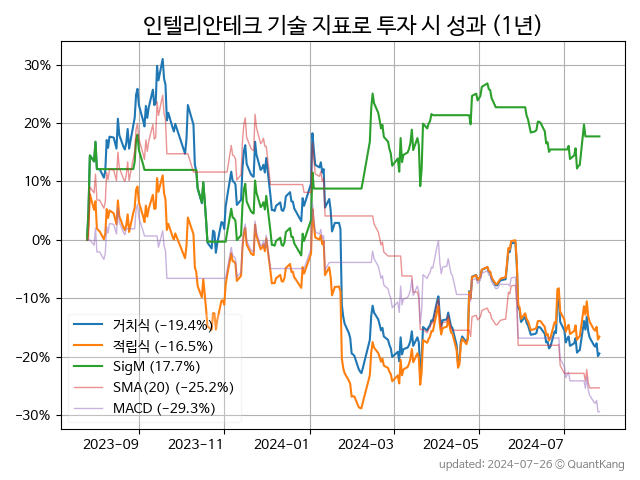 인텔리안테크 기술 지표로 투자 시 성과 (1년)
30%
20%
10%
0%
−10%
−20%
−30%
거치식 (−19.4%)
적립식 (−16.5%)
SigM (17.7%)
SMA(20) (−25.2%)
MACD (−29.3%)
2023−09
2023−11
2024−01
2024−03
2024−05
2024−07
updated: 2024-07-26 © QuantKang